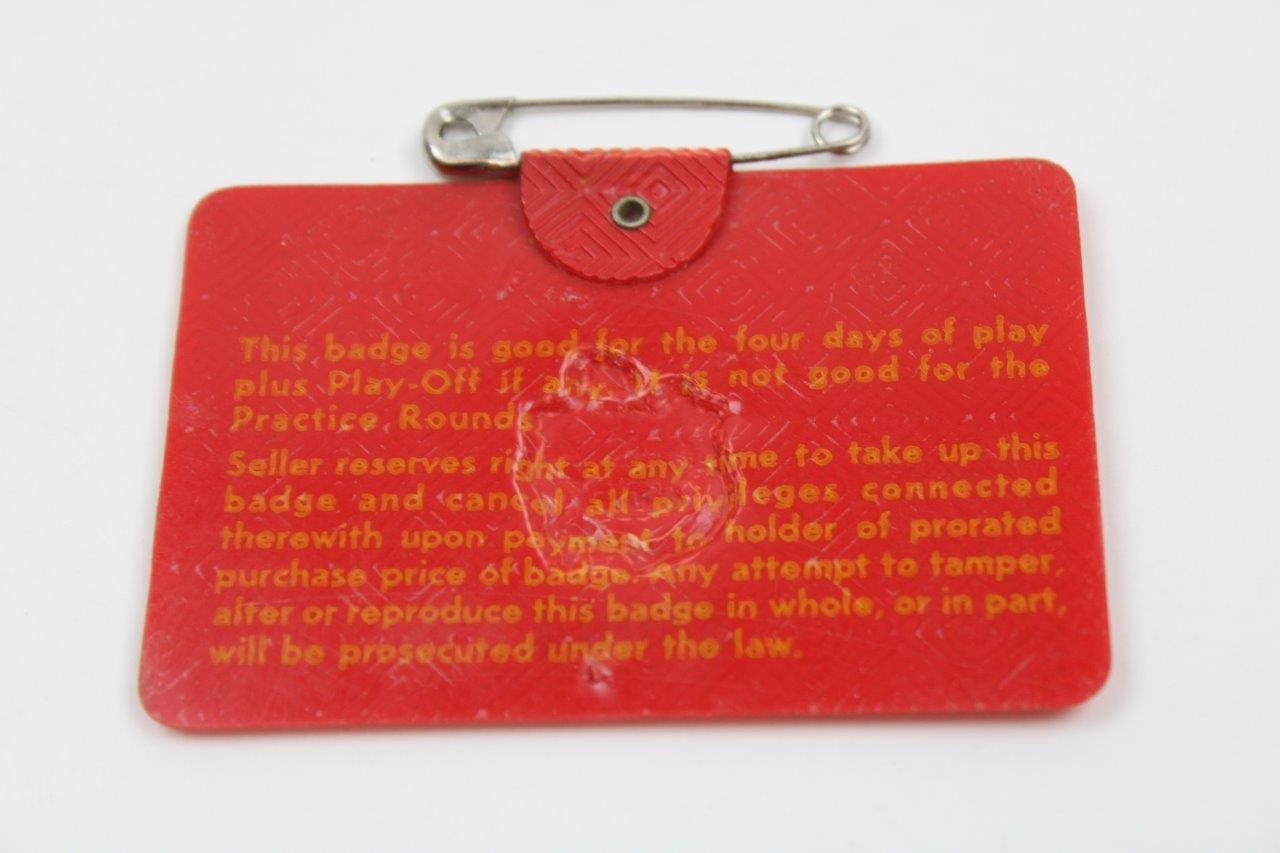 This badge is good for the four days of play
plus Play-Off if any. It is not good for the
Practice Rounds.
Seller reserves right at any time to take up this
badge and cancel all privileges connected
therewith upon payment to holder of prorated
purchase price of badge. Any attempt to tamper,
alter or reproduce this badge in whole, or in part,
will be prosecuted under the law.